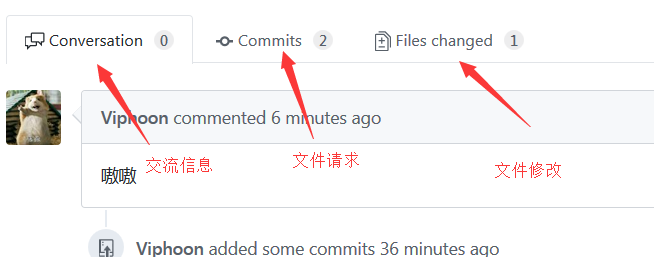 Conversation 0 Commits 2 Files changed 1
Viphoon commented 6 minutes ago
交流信息 文件请求 文件修改
嗷嗷
Viphoon added some commits 36 minutes ago